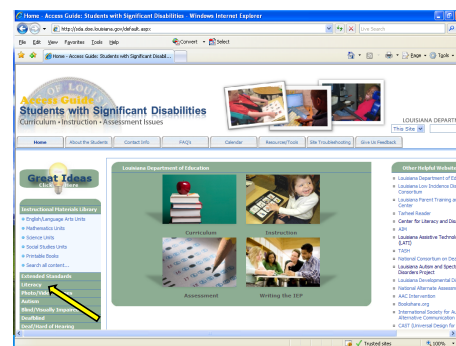 Home - Access Guide: Students with Significant Disabilities - Windows Internet Explorer
http://sda.doe.louisiana.gov/default.aspx
Live Search
File Edit View Favorites Tools Help
Convert
Select
Home - Access Guide: Students with Significant Disabil...
Page
Tools
Access Guide
Students with Significant Disabilities
Curriculum • Instruction • Assessment Issues
LOUISIANA DEPARTM
This Site
Home
About the Students
Contact Info
FAQ's
Calendar
Resources/Tools
Site Troubleshooting
Give Us Feedback
Great Ideas
Click Here
Instructional Materials Library
English/Language Arts Units
Mathematics Units
Science Units
Social Studies Units
Printable Books
Search all content...
Extended Standards
Literacy
Autism
Blind/Visually Impaired
Deafblind
Deaf/Hard of Hearing
Louisiana Department of Education
Curriculum
Instruction
Assessment
Writing the IEP
Other Helpful Website
Louisiana Department of Ed
Louisiana Low Incidence Dis
Consortium
Louisiana Parent Training an
Center
Tarheel Reader
Center for Literacy and Disa
AIM
Louisiana Assistive Technolo
(LATI)
TASH
National Consortium on Dea
Louisiana Autism and Spectr
Disorders Project
Louisiana Developmental Di
National Alternate Assessm
AAC Intervention
Bookshare.org
International Society for Au
Alternative Communication
CAST (Universal Design for
Trusted sites
100%